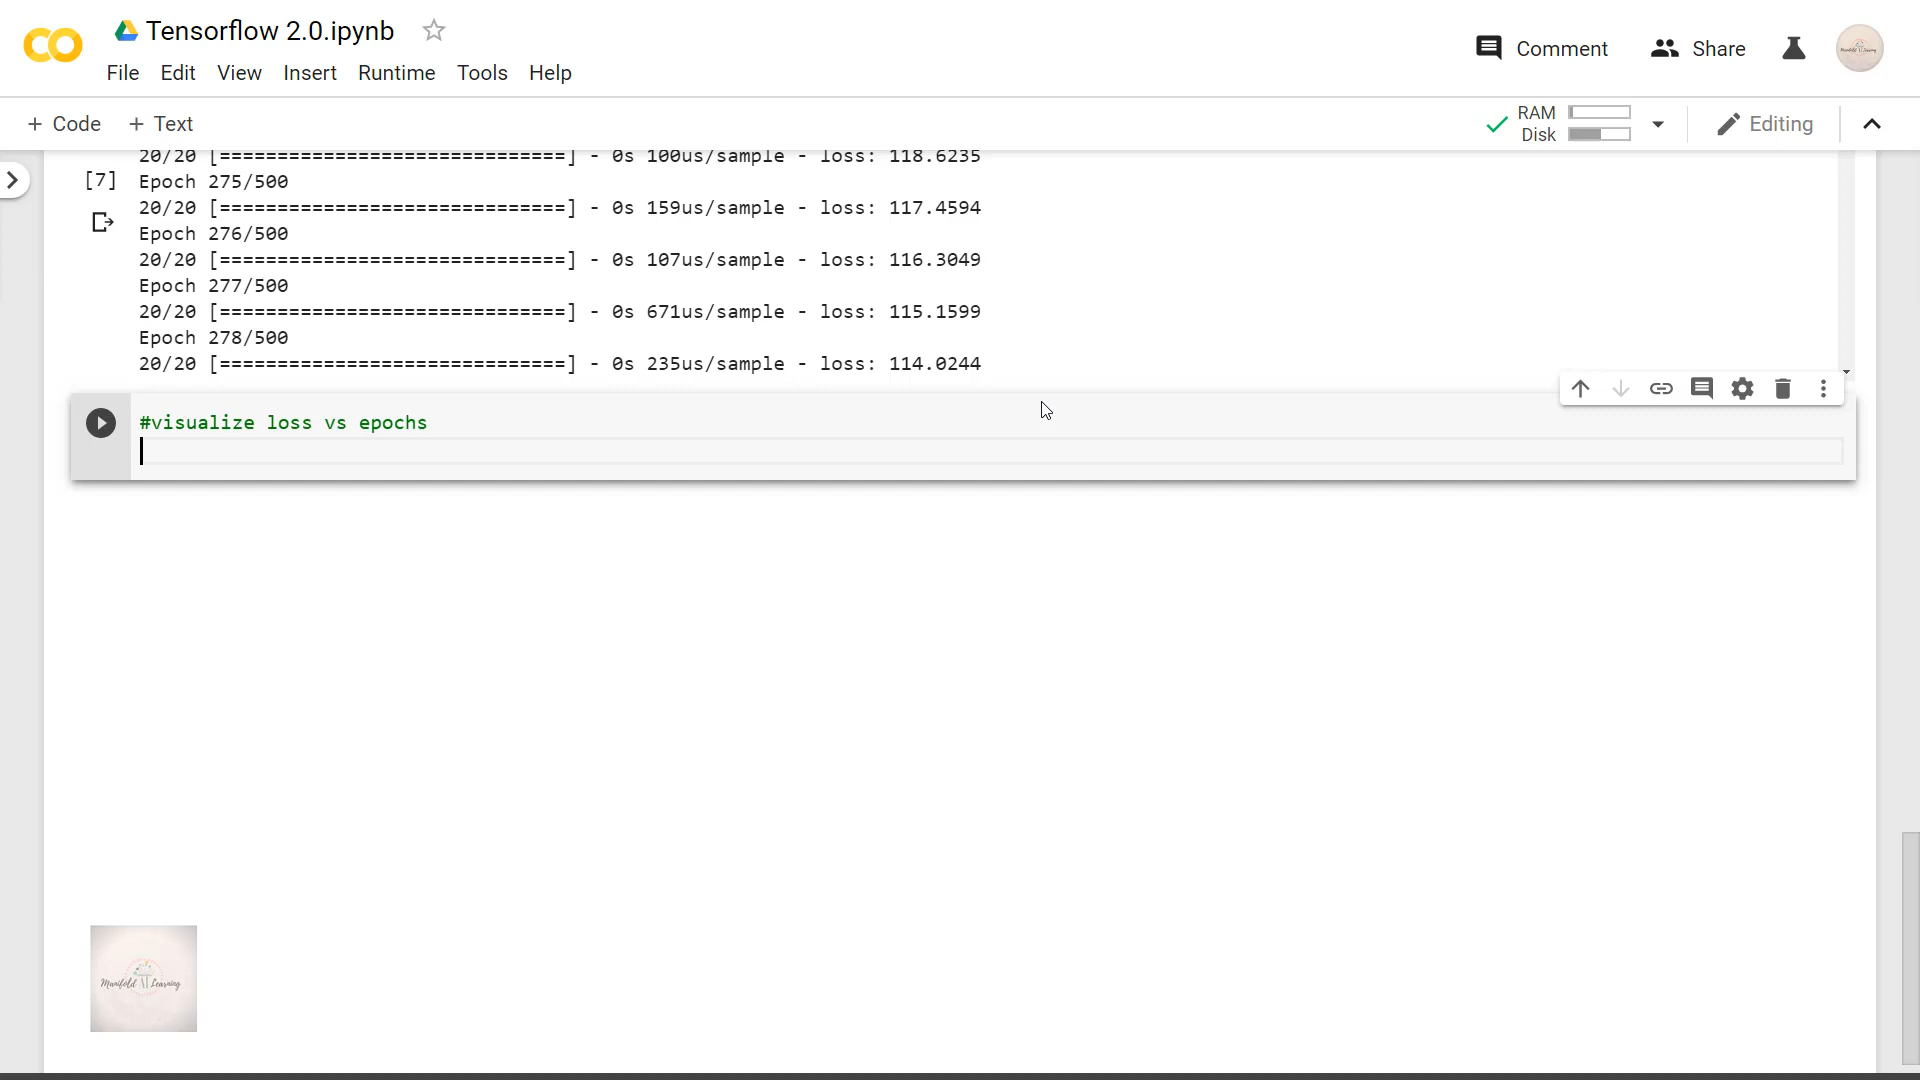 Tensorflow 2.0.ipynb
File Edit View Insert Runtime Tools Help
Comment Share
+ Code + Text
RAM
Disk
Editing
20/20 [==============================] - 0s 100us/sample - loss: 118.6235
[7] Epoch 275/500
20/20 [==============================] - 0s 159us/sample - loss: 117.4594
Epoch 276/500
20/20 [==============================] - 0s 107us/sample - loss: 116.3049
Epoch 277/500
20/20 [==============================] - 0s 671us/sample - loss: 115.1599
Epoch 278/500
20/20 [==============================] - 0s 235us/sample - loss: 114.0244
#visualize loss vs epochs
Manifold AI Learning